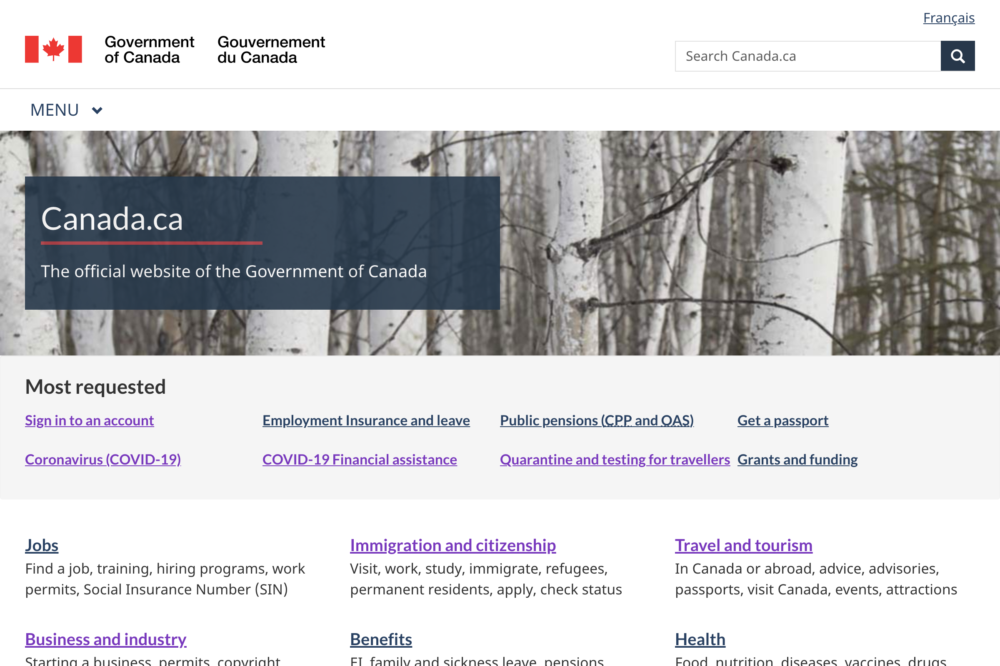 Français
Government of Canada
Gouvernement du Canada
Search Canada.ca
MENU
Canada.ca
The official website of the Government of Canada
Most requested
Sign in to an account
Employment Insurance and leave
Public pensions (CPP and OAS)
Get a passport
Coronavirus (COVID-19)
COVID-19 Financial assistance
Quarantine and testing for travellers
Grants and funding
Jobs
Find a job, training, hiring programs, work
permits, Social Insurance Number (SIN)
Immigration and citizenship
Visit, work, study, immigrate, refugees,
permanent residents, apply, check status
Travel and tourism
In Canada or abroad, advice, advisories,
passports, visit Canada, events, attractions
Business and industry
Starting a business, permits, copyright,
Benefits
EI, family and sickness leave, pensions,
Health
Food, nutrition, diseases, vaccines, drugs,